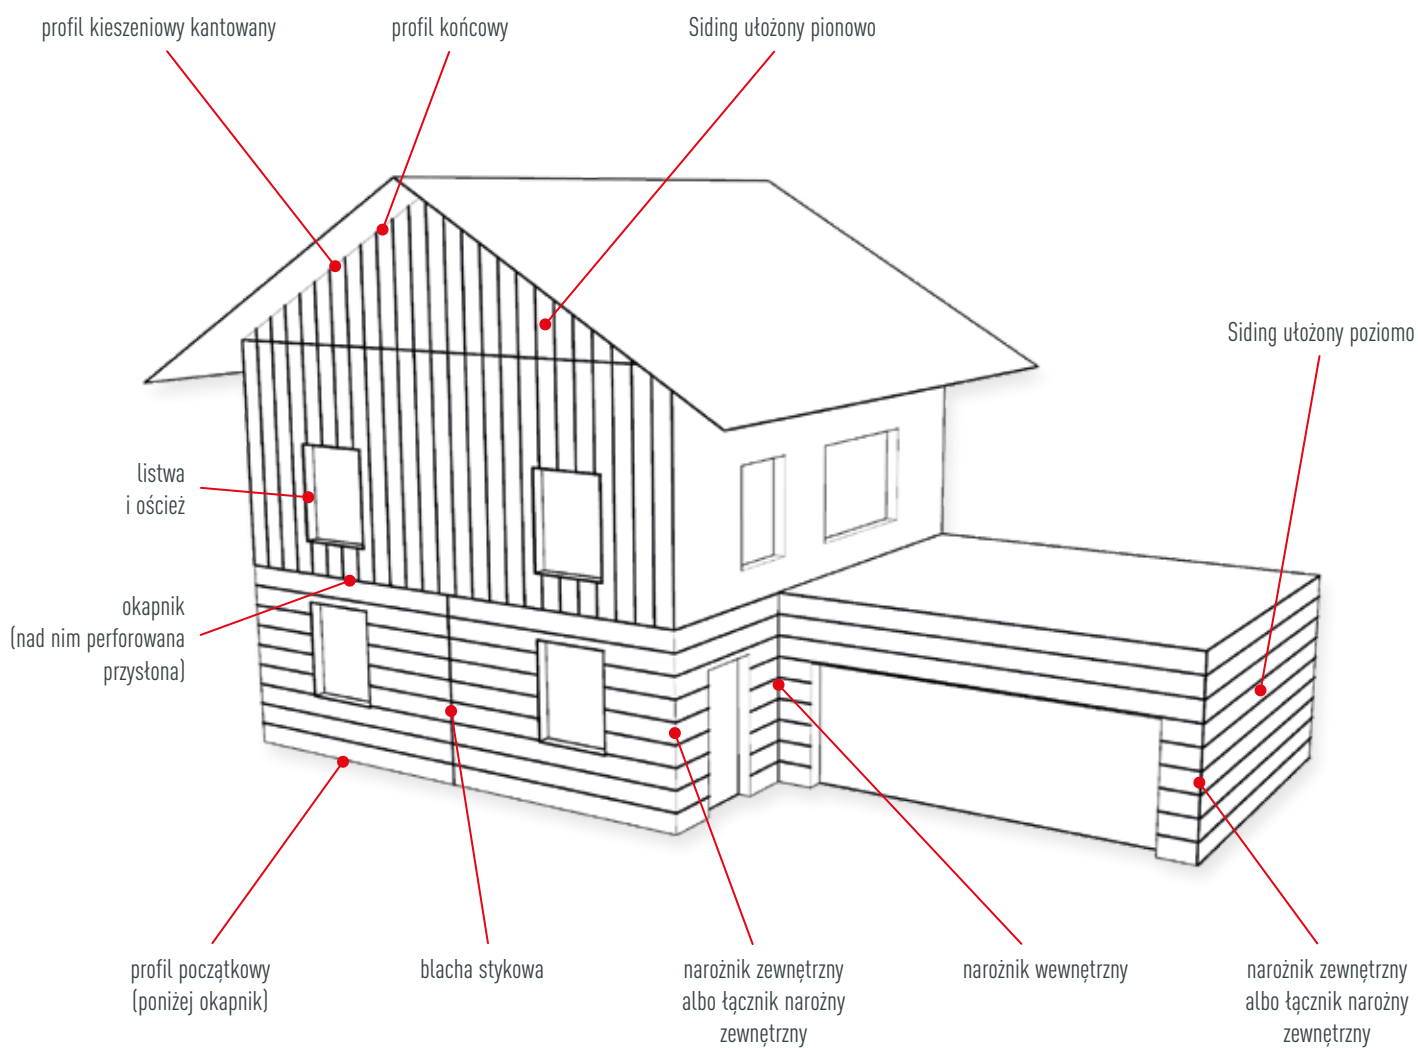 profil kieszeniowy kantowany
profil końcowy
Siding ułożony pionowo
Siding ułożony poziomo
listwa
i oścież
okapnik
(nad nim perforowana
przysłona)
profil początkowy
(poniżej okapnik)
blacha stykowa
narożnik zewnętrzny
albo łącznik narożny
zewnętrzny
narożnik wewnętrzny
narożnik zewnętrzny
albo łącznik narożny
zewnętrzny